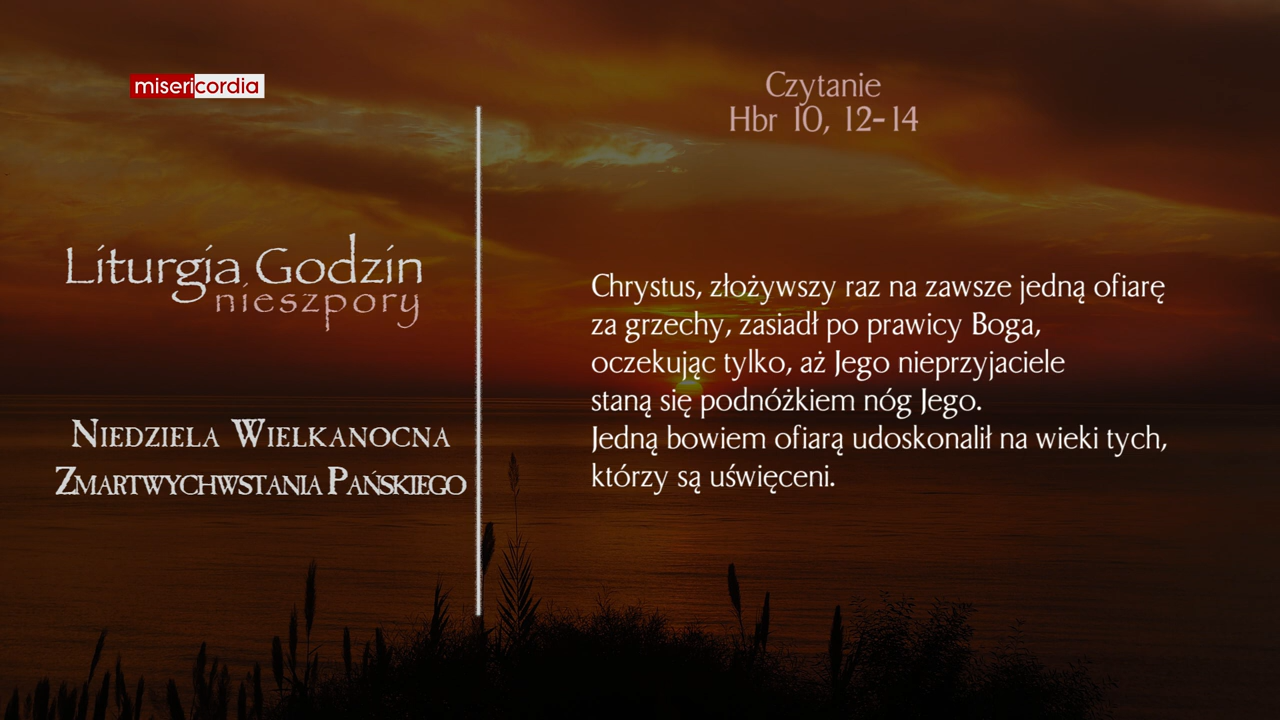 misericordia
Liturgia Godzin
nieszpory
Niedziela Wielkanocna
Zmartwychwstania Pańskiego
Czytanie
Hbr 10, 12-14
Chrystus, złożywszy raz na zawsze jedną ofiarę
za grzechy, zasiadł po prawicy Boga,
oczekując tylko, aż Jego nieprzyjaciele
staną się podnóżkiem nóg Jego.
Jedną bowiem ofiarą udoskonalił na wieki tych,
którzy są uświęceni.